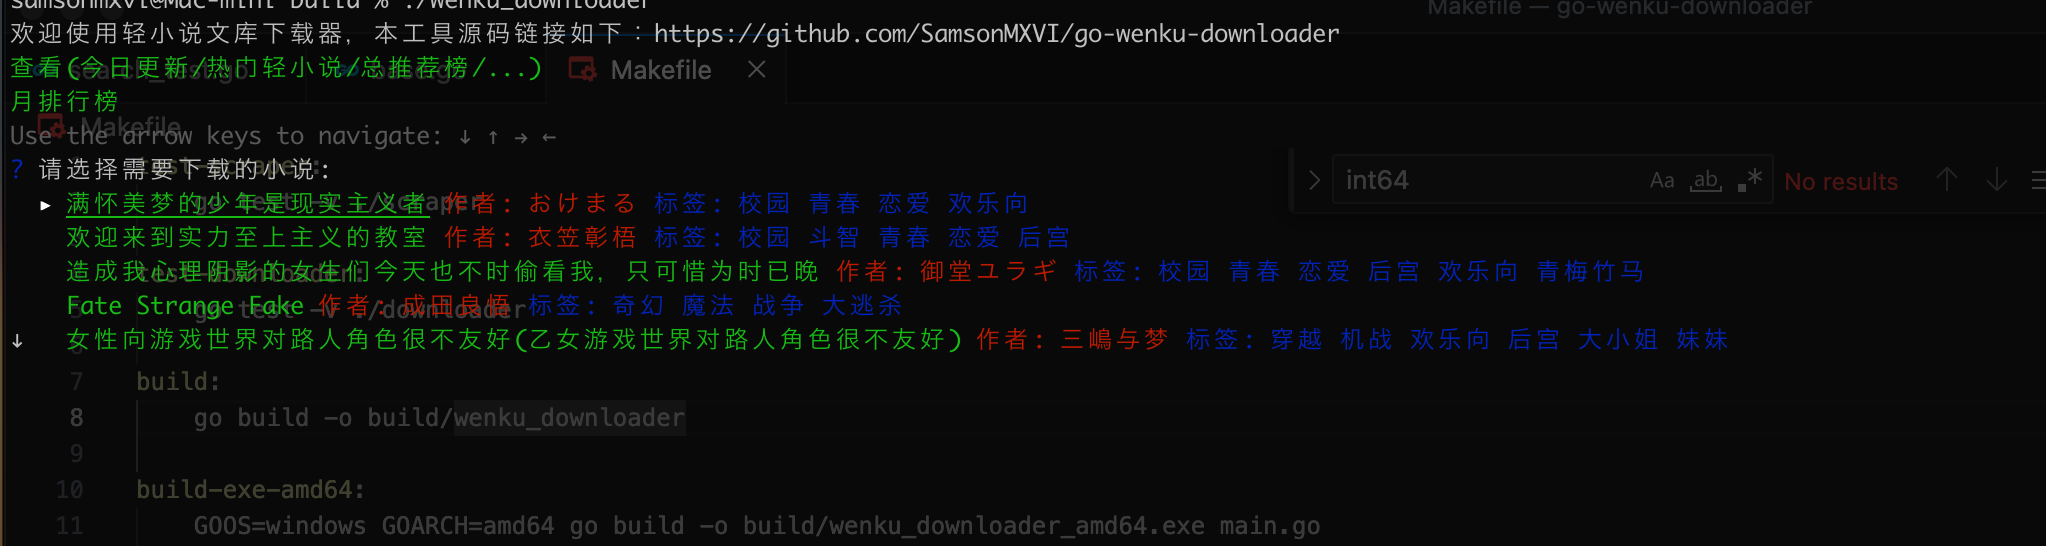 samsonmxvi@Mac-mini build % ./wenku_downloader
Makefile — go-wenku-downloader
欢迎使用轻小说文库下载器, 本工具源码链接如下：https://github.com/SamsonMXVI/go-wenku-downloader
查看(今日更新/热门轻小说/总推荐榜/...)
search_test.go
Makefile
月排行榜
Makefile
Use the arrow keys to navigate: ↓ ↑ → ←
? 请选择需要下载的小说:
test-scraper:
int64
Aa ab .* No results
▸ 满怀美梦的少年是现实主义者 作者: おけまる 标签: 校园 青春 恋爱 欢乐向
go test -v ./scraper
欢迎来到实力至上主义的教室 作者: 衣笠彰梧 标签: 校园 斗智 青春 恋爱 后宫
造成我心理阴影的女生们今天也不时偷看我, 只可惜为时已晚 作者: 御堂ユラギ 标签: 校园 青春 恋爱 后宫 欢乐向 青梅竹马
test-downloader:
Fate Strange Fake 作者: 成田良悟 标签: 奇幻 魔法 战争 大逃杀
5 go test -v ./downloader
↓ 女性向游戏世界对路人角色很不友好(乙女游戏世界对路人角色很不友好) 作者: 三嶋与梦 标签: 穿越 机战 欢乐向 后宫 大小姐 妹妹
6
7 build:
8 go build -o build/wenku_downloader
9
10 build-exe-amd64:
11 GOOS=windows GOARCH=amd64 go build -o build/wenku_downloader_amd64.exe main.go